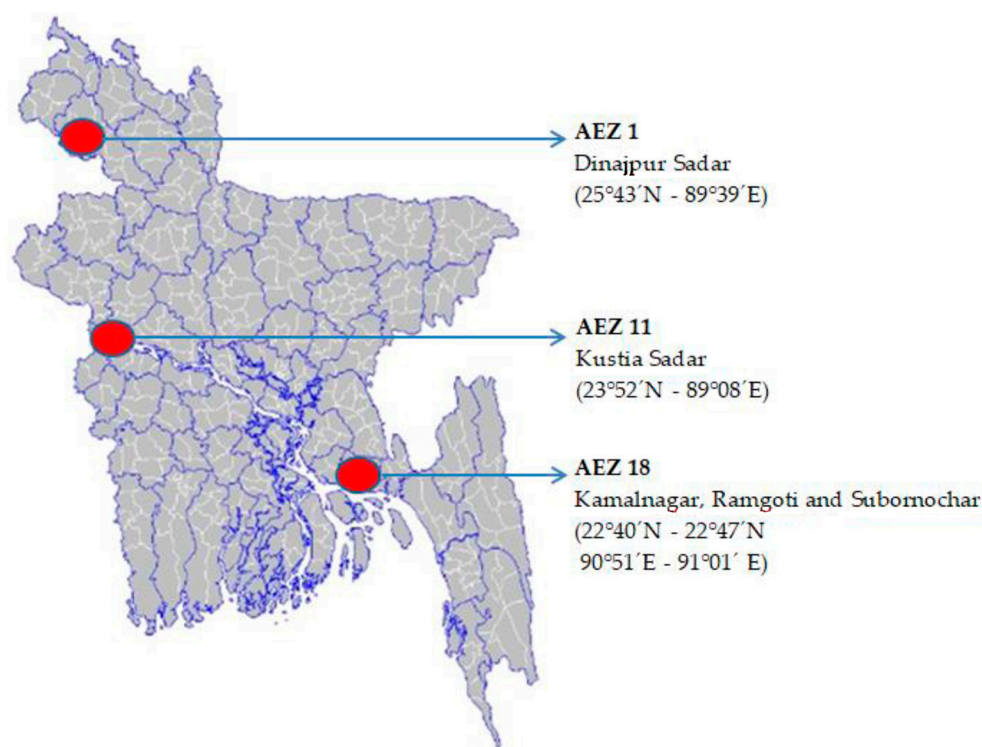 AEZ 1
Dinajpur Sadar
(25°43´N - 89°39´E)
AEZ 11
Kustia Sadar
(23°52´N - 89°08´E)
AEZ 18
Kamalnagar, Ramgoti and Subornochar
(22°40´N - 22°47´N
90°51´E - 91°01´ E)